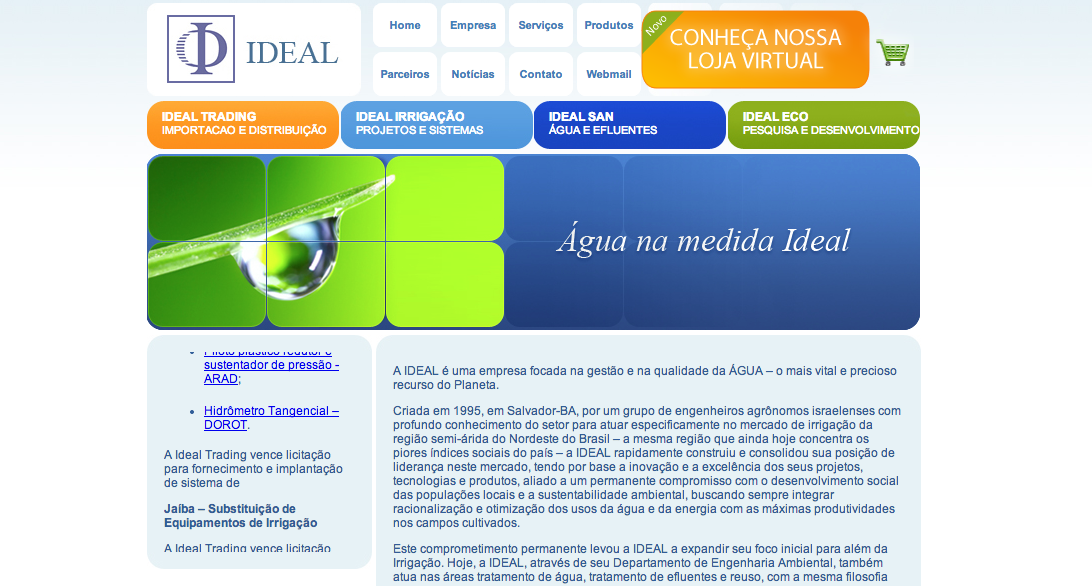 IDEAL
Home
Empresa
Serviços
Produtos
Parceiros
Notícias
Contato
Webmail
Novo
CONHEÇA NOSSA
LOJA VIRTUAL
IDEAL TRADING
IMPORTACAO E DISTRIBUIÇÃO
IDEAL IRRIGAÇÃO
PROJETOS E SISTEMAS
IDEAL SAN
ÁGUA E EFLUENTES
IDEAL ECO
PESQUISA E DESENVOLVIMENTO
Água na medida Ideal
Piloto plástico redutor e
sustentador de pressão -
ARAD;
Hidrômetro Tangencial –
DOROT.
A Ideal Trading vence licitação
para fornecimento e implantação
de sistema de
Jaíba – Substituição de
Equipamentos de Irrigação
A Ideal Trading vence licitação
A IDEAL é uma empresa focada na gestão e na qualidade da ÁGUA – o mais vital e precioso
recurso do Planeta.
Criada em 1995, em Salvador-BA, por um grupo de engenheiros agrônomos israelenses com
profundo conhecimento do setor para atuar especificamente no mercado de irrigação da
região semi-árida do Nordeste do Brasil – a mesma região que ainda hoje concentra os
piores índices sociais do país – a IDEAL rapidamente construiu e consolidou sua posição de
liderança neste mercado, tendo por base a inovação e a excelência dos seus projetos,
tecnologias e produtos, aliado a um permanente compromisso com o desenvolvimento social
das populações locais e a sustentabilidade ambiental, buscando sempre integrar
racionalização e otimização dos usos da água e da energia com as máximas produtividades
nos campos cultivados.
Este comprometimento permanente levou a IDEAL a expandir seu foco inicial para além da
Irrigação. Hoje, a IDEAL, através de seu Departamento de Engenharia Ambiental, também
atua nas áreas tratamento de água, tratamento de efluentes e reuso, com a mesma filosofia